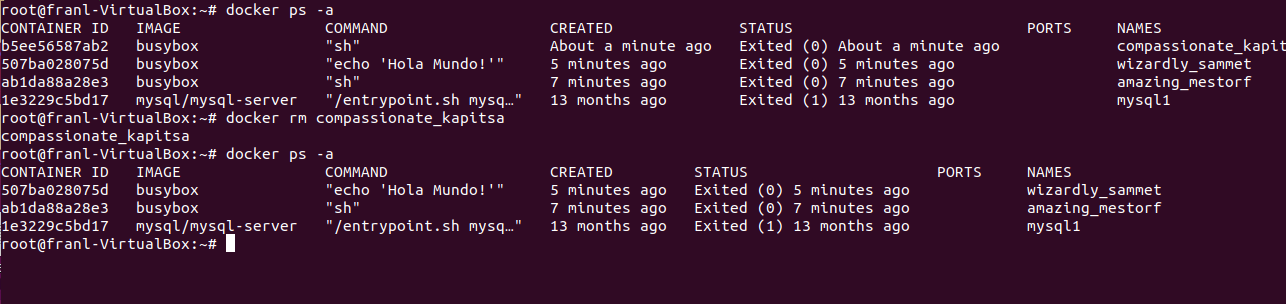 root@franl-VirtualBox:~# docker ps -a
CONTAINER ID IMAGE COMMAND CREATED STATUS PORTS NAMES
b5ee56587ab2 busybox "sh" About a minute ago Exited (0) About a minute ago compassionate_kapit
507ba028075d busybox "echo 'Hola Mundo!'" 5 minutes ago Exited (0) 5 minutes ago wizardly_sammet
ab1da88a28e3 busybox "sh" 7 minutes ago Exited (0) 7 minutes ago amazing_mestorf
1e3229c5bd17 mysql/mysql-server "/entrypoint.sh mysq…" 13 months ago Exited (1) 13 months ago mysql1
root@franl-VirtualBox:~# docker rm compassionate_kapitsa
compassionate_kapitsa
root@franl-VirtualBox:~# docker ps -a
CONTAINER ID IMAGE COMMAND CREATED STATUS PORTS NAMES
507ba028075d busybox "echo 'Hola Mundo!'" 5 minutes ago Exited (0) 5 minutes ago wizardly_sammet
ab1da88a28e3 busybox "sh" 7 minutes ago Exited (0) 7 minutes ago amazing_mestorf
1e3229c5bd17 mysql/mysql-server "/entrypoint.sh mysq…" 13 months ago Exited (1) 13 months ago mysql1
root@franl-VirtualBox:~#